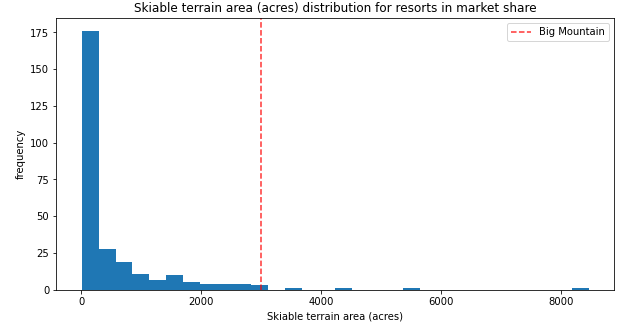 Skiable terrain area (acres) distribution for resorts in market share
Big Mountain
frequency
175
150
125
100
75
50
25
0
0 2000 4000 6000 8000
Skiable terrain area (acres)